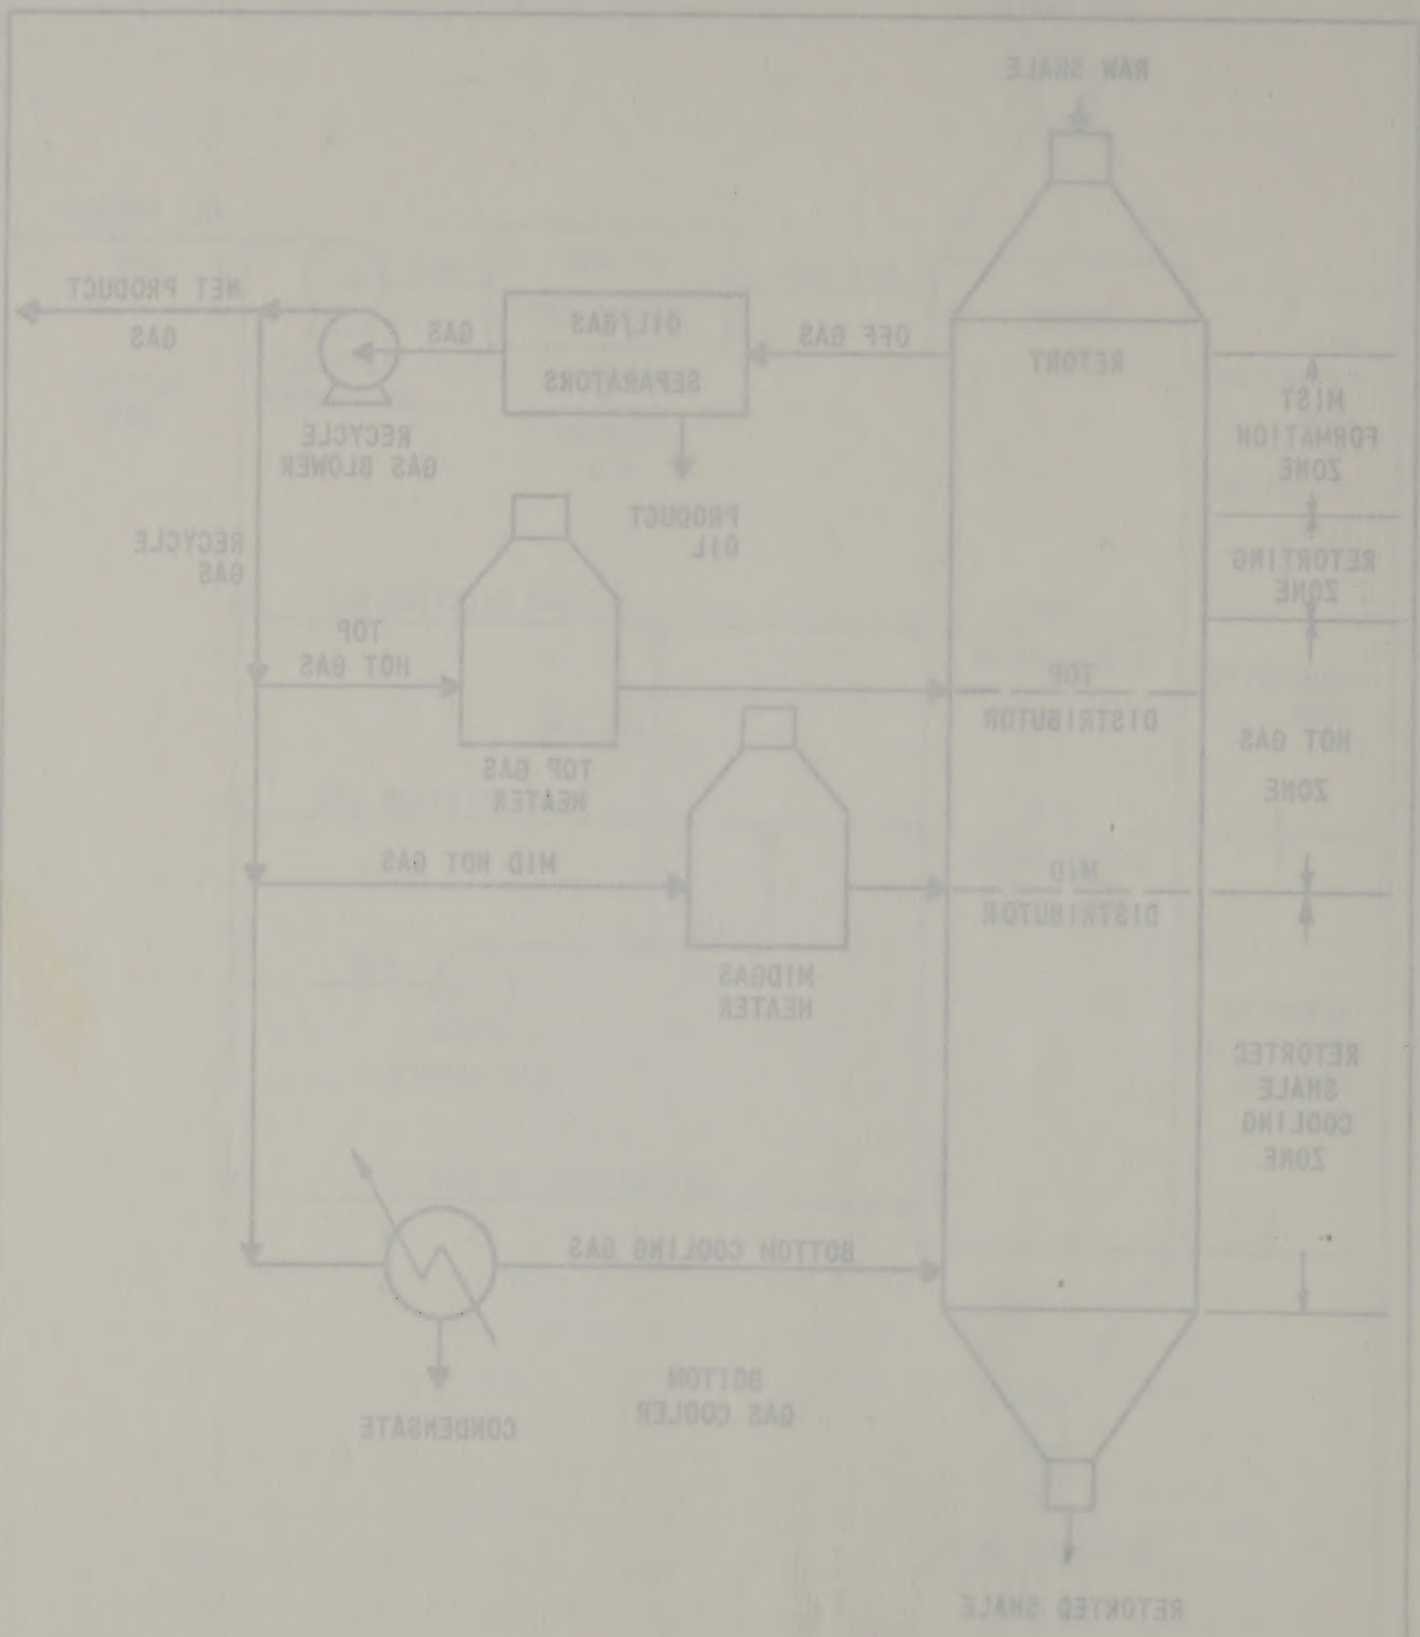 RAW SHALE
NET PRODUCT
GAS
GAS
OIL/GAS
SEPARATORS
OFF GAS
RETORT
MIST
FORMATION
ZONE
RECYCLE
GAS BLOWER
PRODUCT
OIL
RECYCLE
GAS
RETORTING
ZONE
TOP
HOT GAS
TOP
DISTRIBUTOR
HOT GAS
ZONE
TOP GAS
HEATER
MID HOT GAS
MID
DISTRIBUTOR
MIDGAS
HEATER
RETORTED
SHALE
COOLING
ZONE
BOTTOM COOLING GAS
BOTTOM
GAS COOLER
CONDENSATE
RETORTED SHALE